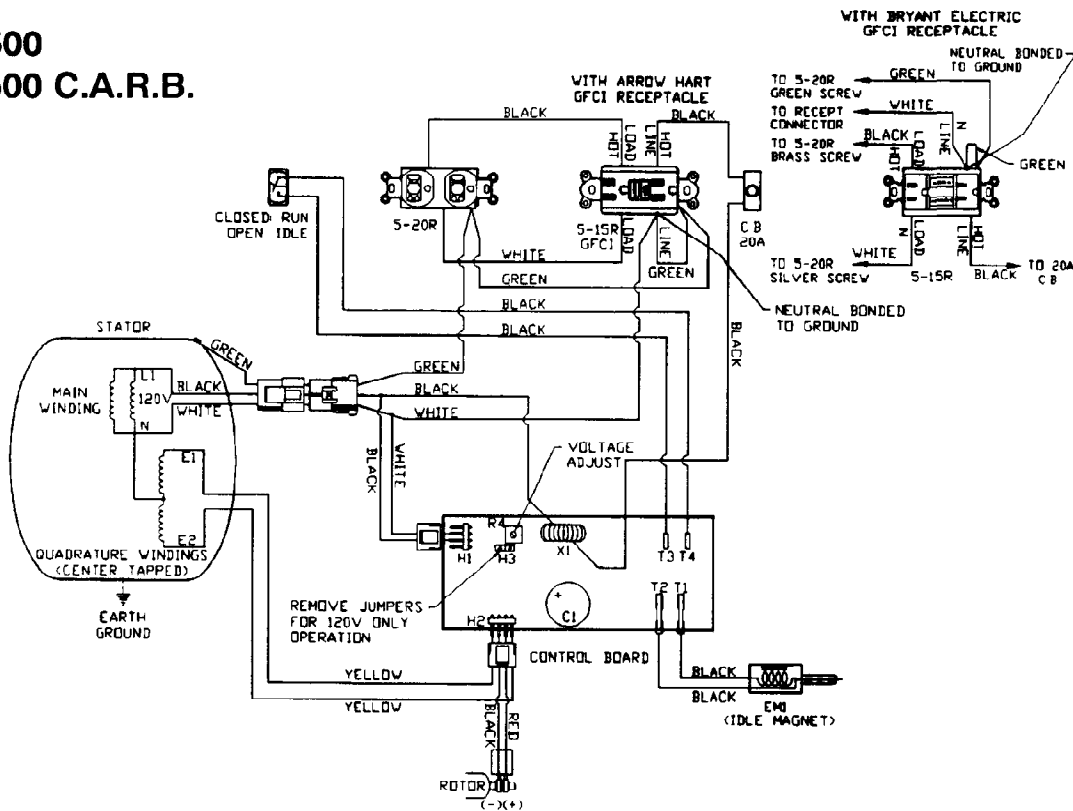 500
500 C.A.R.B.
WITH BRYANT ELECTRIC
GFCI RECEPTACLE
NEUTRAL BONDED
TO GROUND
TO 5-20R
GREEN SCREW
GREEN
TO RECEPT
CONNECTOR
WHITE
N
LINE
TO 5-20R
BRASS SCREW
BLACK
HOT
LOAD
GREEN
WHITE
N
LOAD
LINE
HOT
TO 5-20R
SILVER SCREW
5-15R
BLACK
TO 20A
CB
WITH ARROW HART
GFCI RECEPTACLE
BLACK
HOT
LOAD
LINE
HOT
BLACK
CLOSED: RUN
OPEN IDLE
5-20R
5-15R
GFCI
LOAD
LINE
GREEN
CB
20A
WHITE
GREEN
NEUTRAL BONDED
TO GROUND
BLACK
BLACK
BLACK
STATOR
GREEN
GREEN
MAIN
WINDING
L1
120V
N
BLACK
WHITE
BLACK
WHITE
BLACK
WHITE
VOLTAGE
ADJUST
E1
E2
QUADRATURE WINDINGS
(CENTER TAPPED)
EARTH
GROUND
R4
H1
H3
X1
T3
T4
T2
T1
C1
H2
REMOVE JUMPERS
FOR 120V ONLY
OPERATION
CONTROL BOARD
YELLOW
YELLOW
BLACK
RED
BLACK
BLACK
EM1
(IDLE MAGNET)
ROTOR
(-)(+)